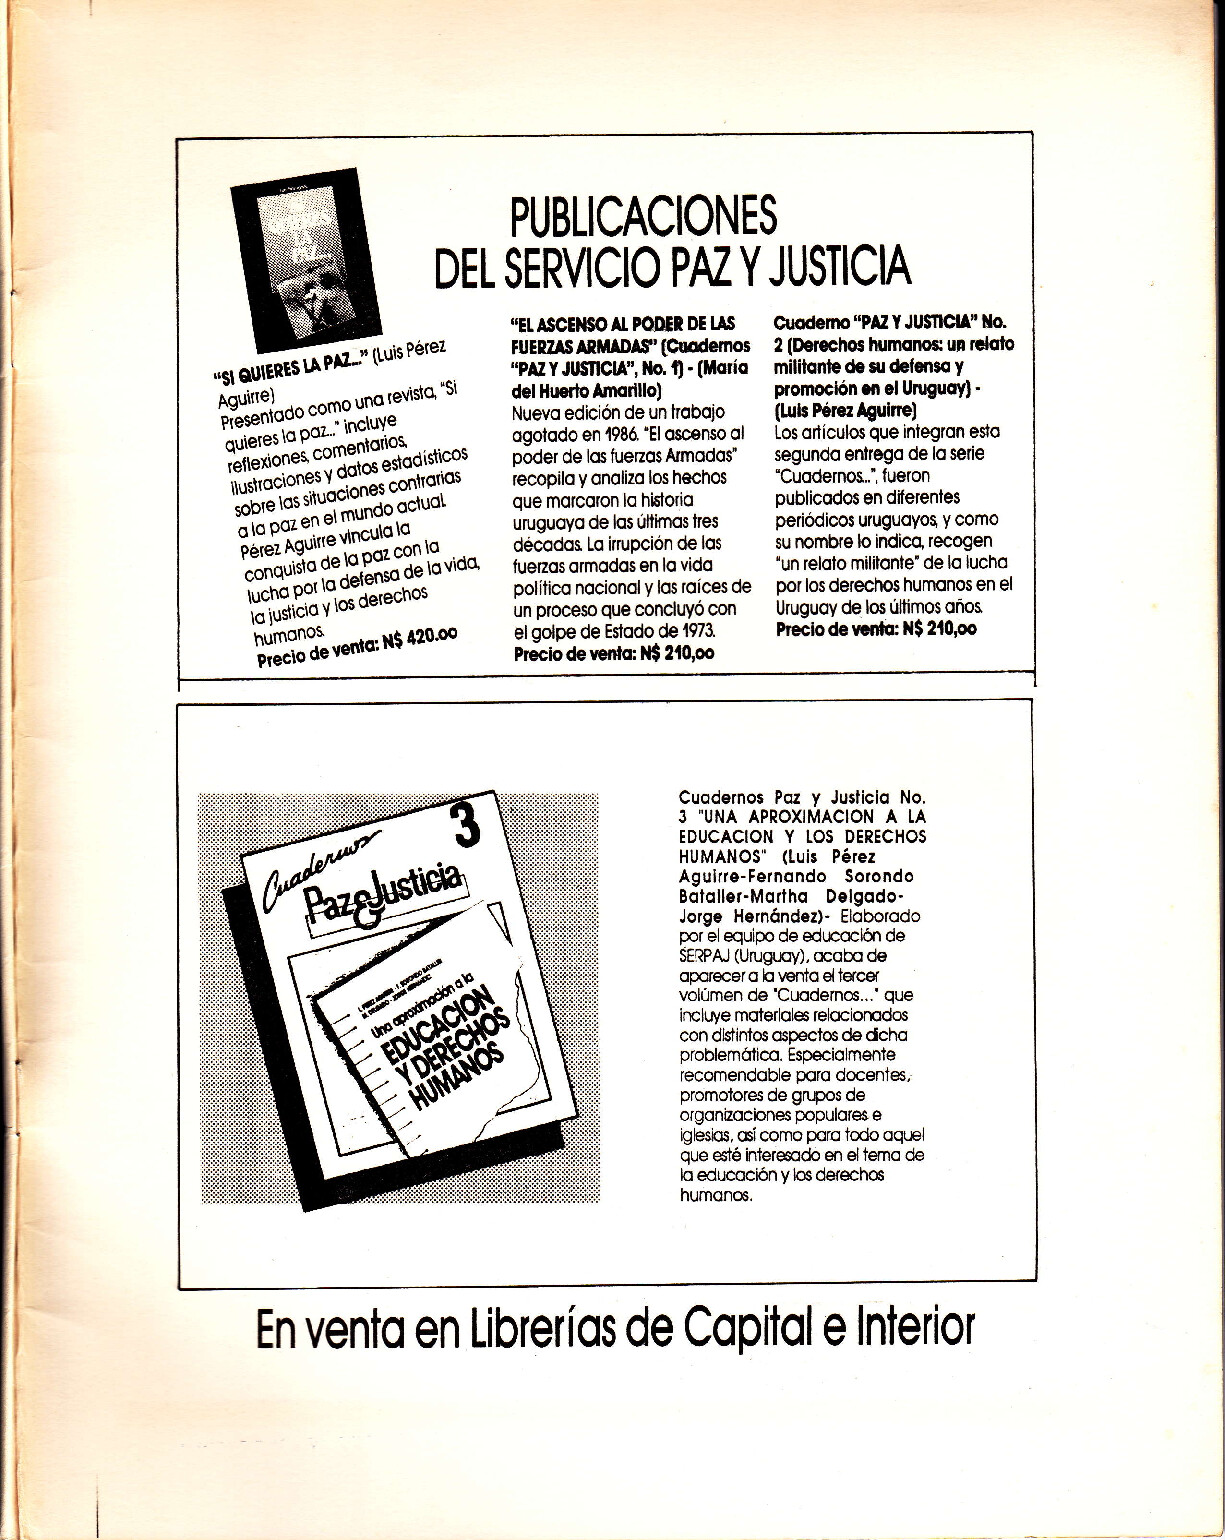 PUBLICACIONES
DEL SERVICIO PAZ Y JUSTICIA
"SI QUIERES LA PAZ..." (Luis Pérez
Aguirre)
Presentado como una revista, "Si
quieres la paz..." incluye
reflexiones, comentarios,
ilustraciones y datos estadísticos
sobre las situaciones contrarias
a la paz en el mundo actual.
Pérez Aguirre vincula la
conquista de la paz con la
lucha por la defensa de la vida,
la justicia y los derechos
humanos.
Precio de venta: N$ 420.oo
"EL ASCENSO AL PODER DE LAS
FUERZAS ARMADAS" (Cuadernos
"PAZ Y JUSTICIA", No. 1) - (María
del Huerto Amarillo)
Nueva edición de un trabajo
agotado en 1986. "El ascenso al
poder de las fuerzas Armadas"
recopila y analiza los hechos
que marcaron la historia
uruguaya de las últimas tres
décadas. La irrupción de las
fuerzas armadas en la vida
política nacional y las raíces de
un proceso que concluyó con
el golpe de Estado de 1973.
Precio de venta: N$ 210,oo
Cuaderno "PAZ Y JUSTICIA" No.
2 (Derechos humanos: un relato
militante de su defensa y
promoción en el Uruguay) -
(Luis Pérez Aguirre)
Los artículos que integran esta
segunda entrega de la serie
"Cuadernos...", fueron
publicados en diferentes
periódicos uruguayos, y como
su nombre lo indica, recogen
"un relato militante" de la lucha
por los derechos humanos en el
Uruguay de los últimos años.
Precio de venta: N$ 210,oo
Cuadernos 3
Paz & Justicia
L. PEREZ AGUIRRE - F. SORONDO BATALLER
M. DELGADO - JORGE HERNANDEZ
Una aproximación a la
EDUCACION
Y DERECHOS
HUMANOS
Cuadernos Paz y Justicia No.
3 "UNA APROXIMACION A LA
EDUCACION Y LOS DERECHOS
HUMANOS" (Luis Pérez
Aguirre-Fernando Sorondo
Bataller-Martha Delgado-
Jorge Hernández)- Elaborado
por el equipo de educación de
SERPAJ (Uruguay), acaba de
aparecer a la venta el tercer
volúmen de "Cuadernos..." que
incluye materiales relacionados
con distintos aspectos de dicha
problemática. Especialmente
recomendable para docentes,
promotores de grupos de
organizaciones populares e
iglesias, así como para todo aquel
que esté interesado en el tema de
la educación y los derechos
humanos.
En venta en Librerías de Capital e Interior